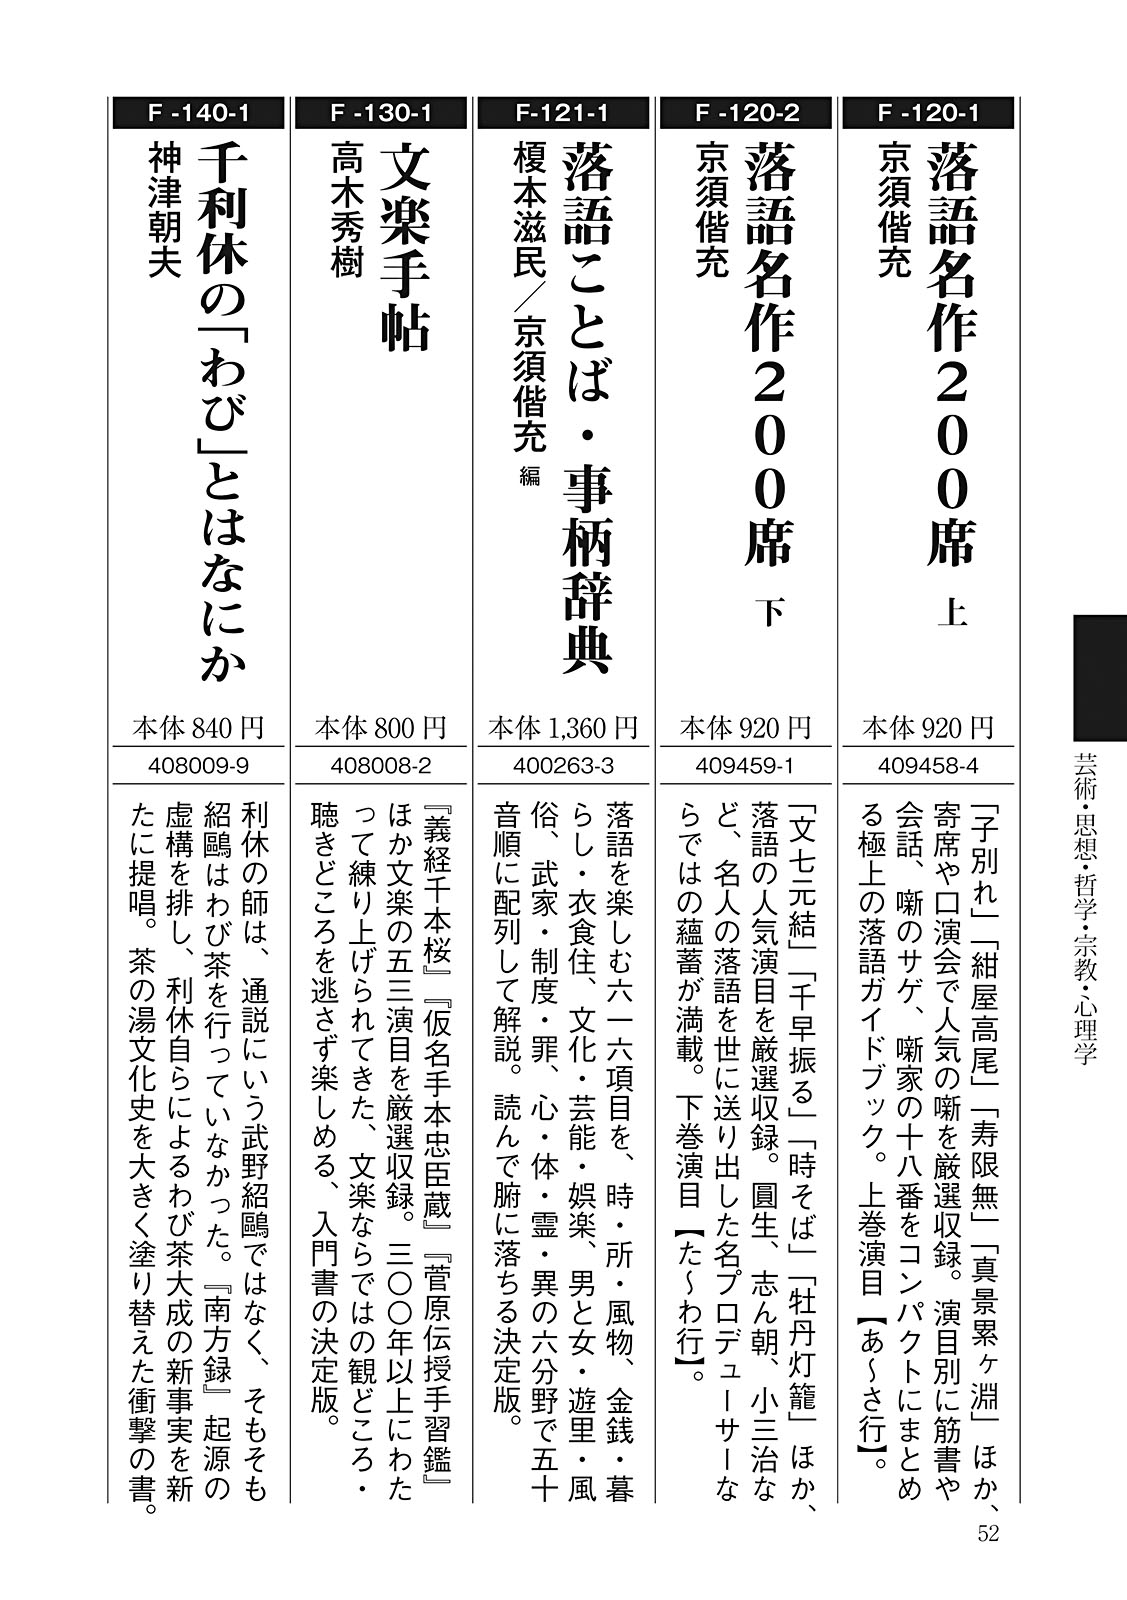 芸術・思想・哲学・宗教・心理学
F-120-1
落語名作200席 上
京須偕充
本体 920 円
409458-4
「子別れ」「紺屋高尾」「寿限無」「真景累ヶ淵」ほか、
寄席や口演会で人気の噺を厳選収録。演目別に筋書や
会話、噺のサゲ、噺家の十八番をコンパクトにまとめ
る極上の落語ガイドブック。上巻演目【あ～さ行】。
F-120-2
落語名作200席 下
京須偕充
本体 920 円
409459-1
「文七元結」「千早振る」「時そば」「牡丹灯籠」ほか、
落語の人気演目を厳選収録。圓生、志ん朝、小三治な
ど、名人の落語を世に送り出した名プロデューサーな
らではの蘊蓄が満載。下巻演目【た～わ行】。
F-121-1
落語ことば・事柄辞典
榎本滋民／京須偕充 編
本体 1,360 円
400263-3
落語を楽しむ六一六項目を、時・所・風物、金銭・暮
らし・衣食住、文化・芸能・娯楽、男と女・遊里・風
俗、武家・制度・罪、心・体・霊・異の六分野で五十
音順に配列して解説。読んで腑に落ちる決定版。
F-130-1
文楽手帖
高木秀樹
本体 800 円
408008-2
『義経千本桜』『仮名手本忠臣蔵』『菅原伝授手習鑑』
ほか文楽の五三演目を厳選収録。三〇〇年以上にわた
って練り上げられてきた、文楽ならではの観どころ・
聴きどころを逃さず楽しめる、入門書の決定版。
F-140-1
千利休の「わび」とはなにか
神津朝夫
本体 840 円
408009-9
利休の師は、通説にいう武野紹鷗ではなく、そもそも
紹鷗はわび茶を行っていなかった。『南方録』起源の
虚構を排し、利休自らによるわび茶大成の新事実を新
たに提唱。茶の湯文化史を大きく塗り替えた衝撃の書。
52